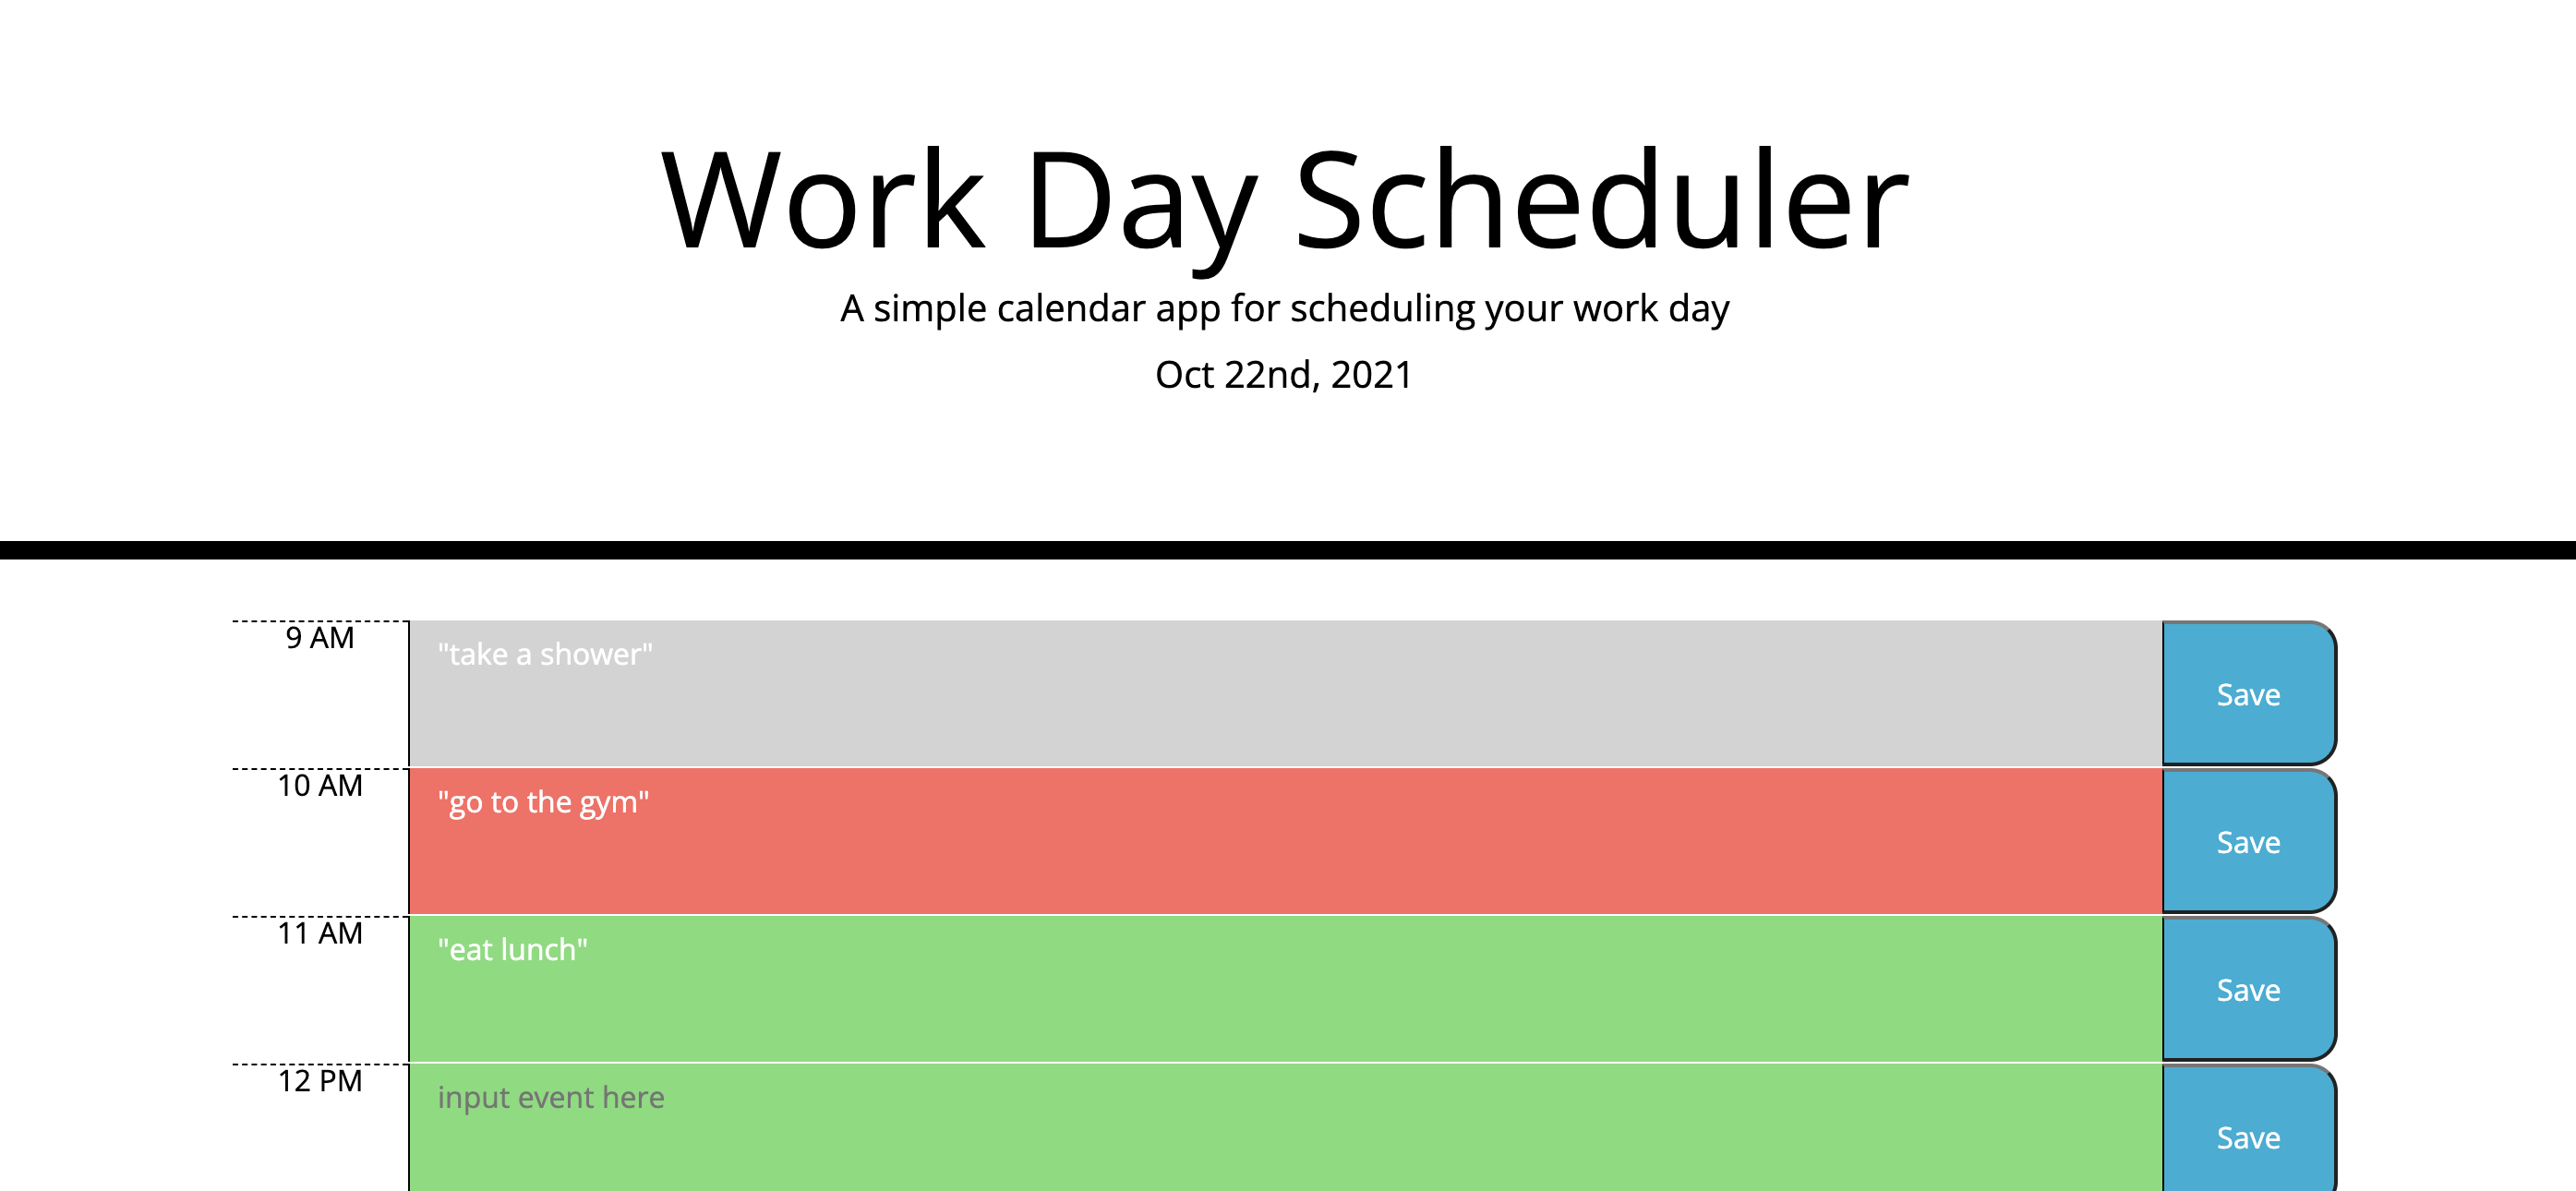 Work Day Scheduler
A simple calendar app for scheduling your work day
Oct 22nd, 2021
9 AM
"take a shower"
Save
10 AM
"go to the gym"
Save
11 AM
"eat lunch"
Save
12 PM
input event here
Save